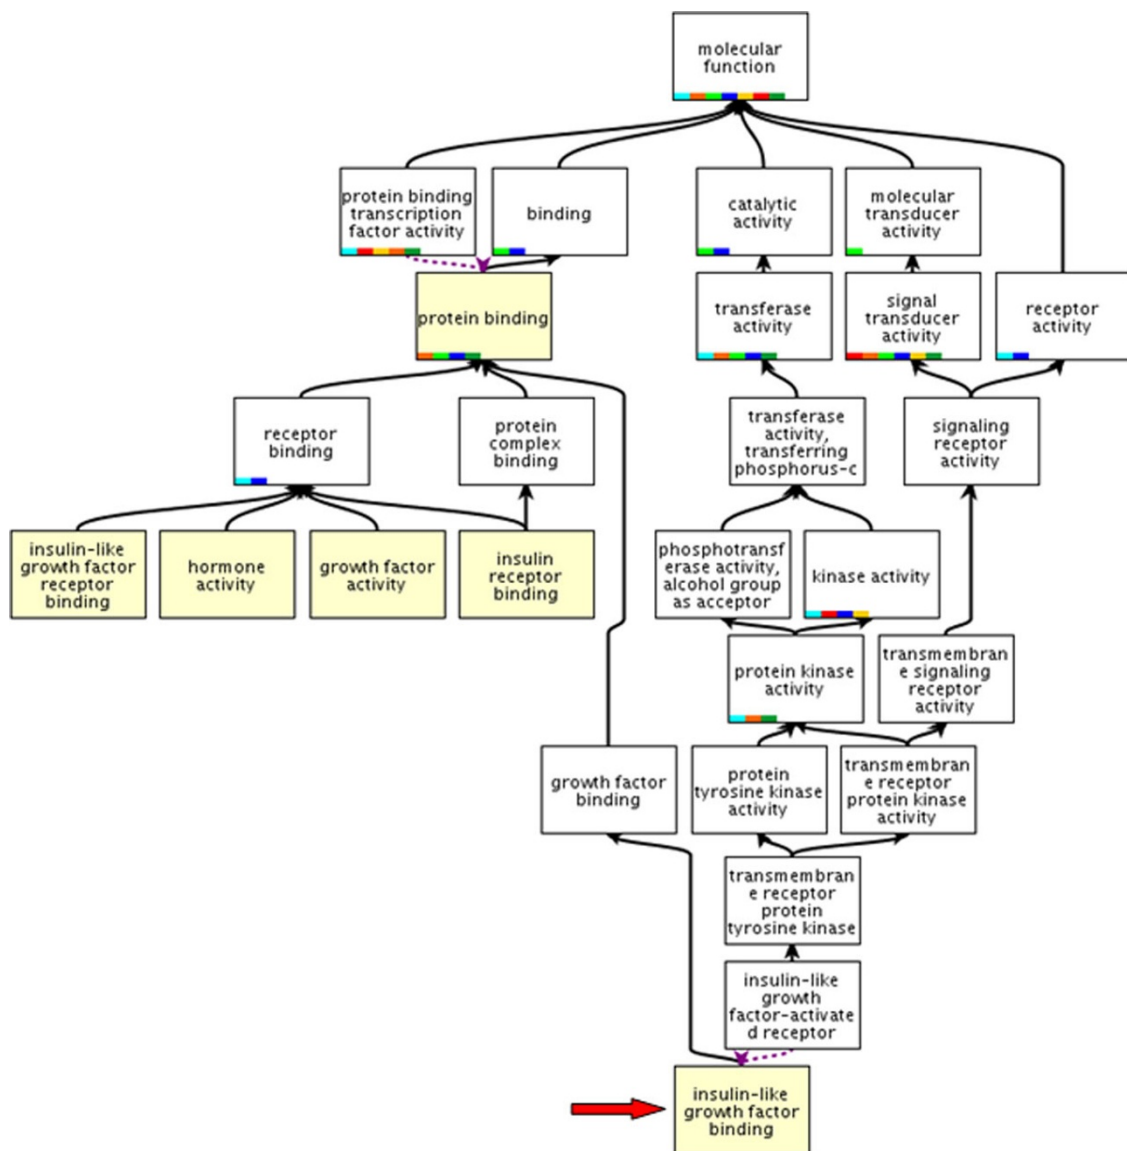 molecular
function
protein binding
transcription
factor activity
binding
catalytic
activity
molecular
transducer
activity
protein binding
transferase
activity
signal
transducer
activity
receptor
activity
receptor
binding
protein
complex
binding
transferase
activity,
transferring
phosphorus-c
signaling
receptor
activity
insulin-like
growth factor
receptor
binding
hormone
activity
growth factor
activity
insulin
receptor
binding
phosphotransf
erase activity,
alcohol group
as acceptor
kinase activity
protein kinase
activity
transmembran
e signaling
receptor
activity
growth factor
binding
protein
tyrosine kinase
activity
transmembran
e receptor
protein kinase
activity
transmembran
e receptor
protein
tyrosine kinase
insulin-like
growth
factor-activate
d receptor
insulin-like
growth factor
binding